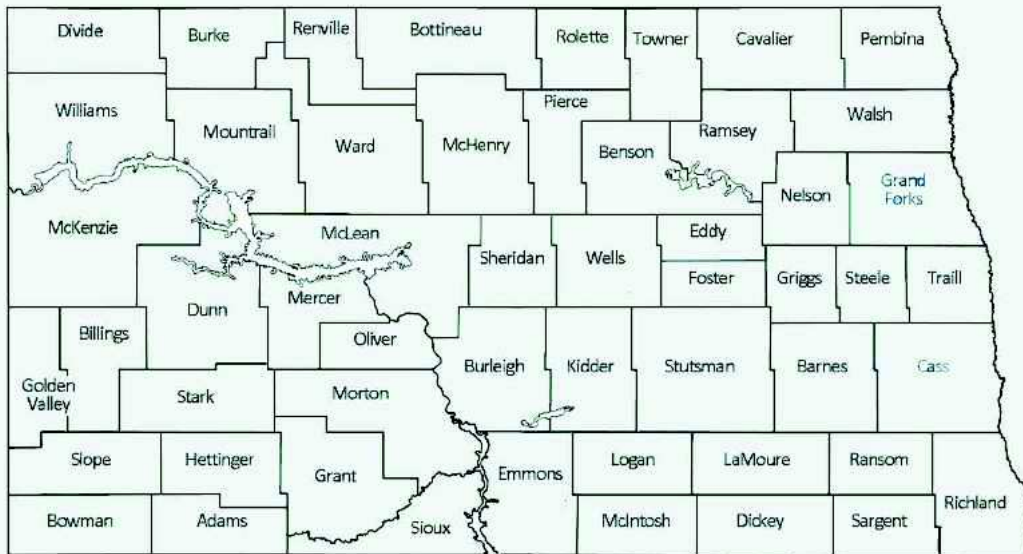 Divide
Burke
Renville
Bottineau
Rolette
Towner
Cavalier
Pembina
Williams
Mountrail
Ward
McHenry
Pierce
Benson
Ramsey
Walsh
Nelson
Grand
Forks
McKenzie
McLean
Sheridan
Wells
Eddy
Foster
Griggs
Steele
Traill
Dunn
Mercer
Oliver
Billings
Golden
Valley
Stark
Morton
Burleigh
Kidder
Stutsman
Barnes
Cass
Slope
Hettinger
Grant
Emmons
Logan
LaMoure
Ransom
Richland
Bowman
Adams
Sioux
McIntosh
Dickey
Sargent